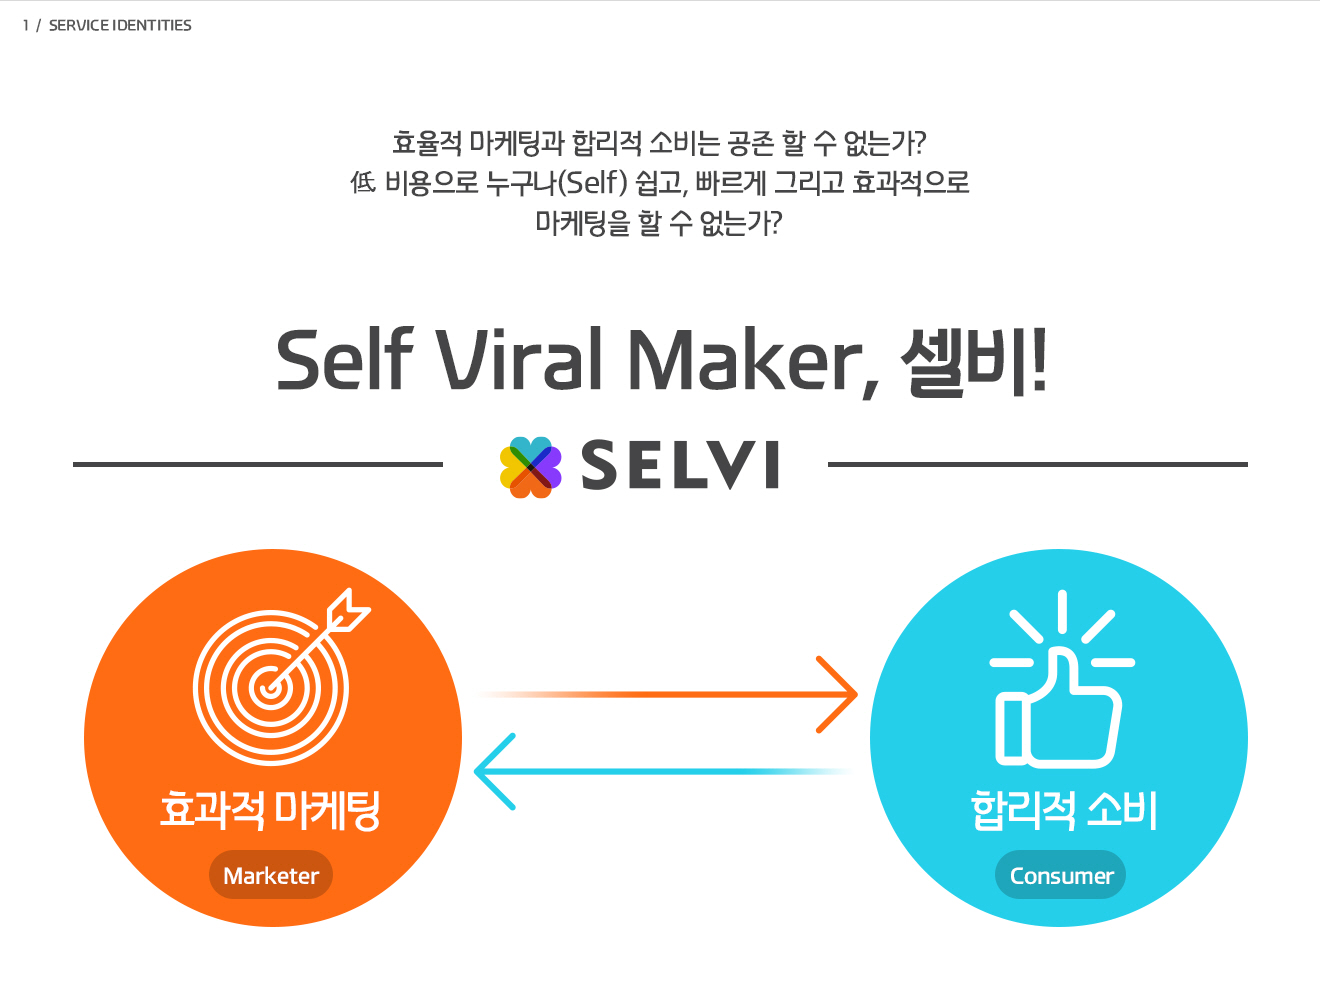 1 / SERVICE IDENTITIES
효율적 마케팅과 합리적 소비는 공존 할 수 없는가?
低 비용으로 누구나(Self) 쉽고, 빠르게 그리고 효과적으로
마케팅을 할 수 없는가?
Self Viral Maker, 셀비!
SELVI
효과적 마케팅
Marketer
합리적 소비
Consumer